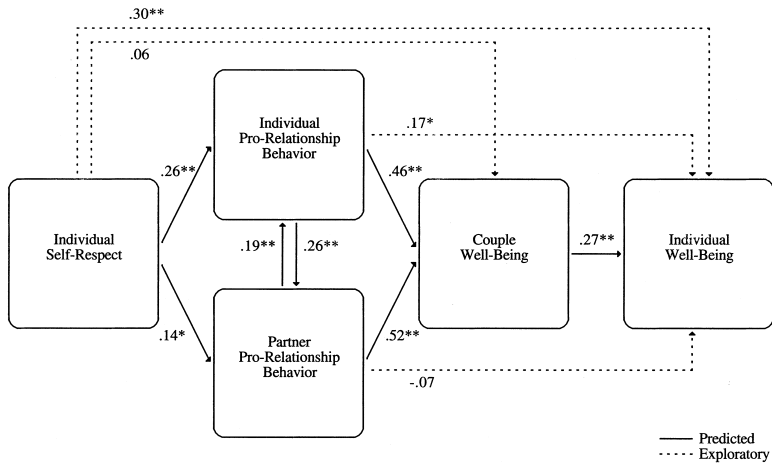 .30**
.06
Individual
Pro-Relationship
Behavior
.17*
.26**
.46**
Individual
Self-Respect
.19**
.26**
Couple
Well-Being
.27**
Individual
Well-Being
.14*
Partner
Pro-Relationship
Behavior
.52**
-.07
Predicted
Exploratory